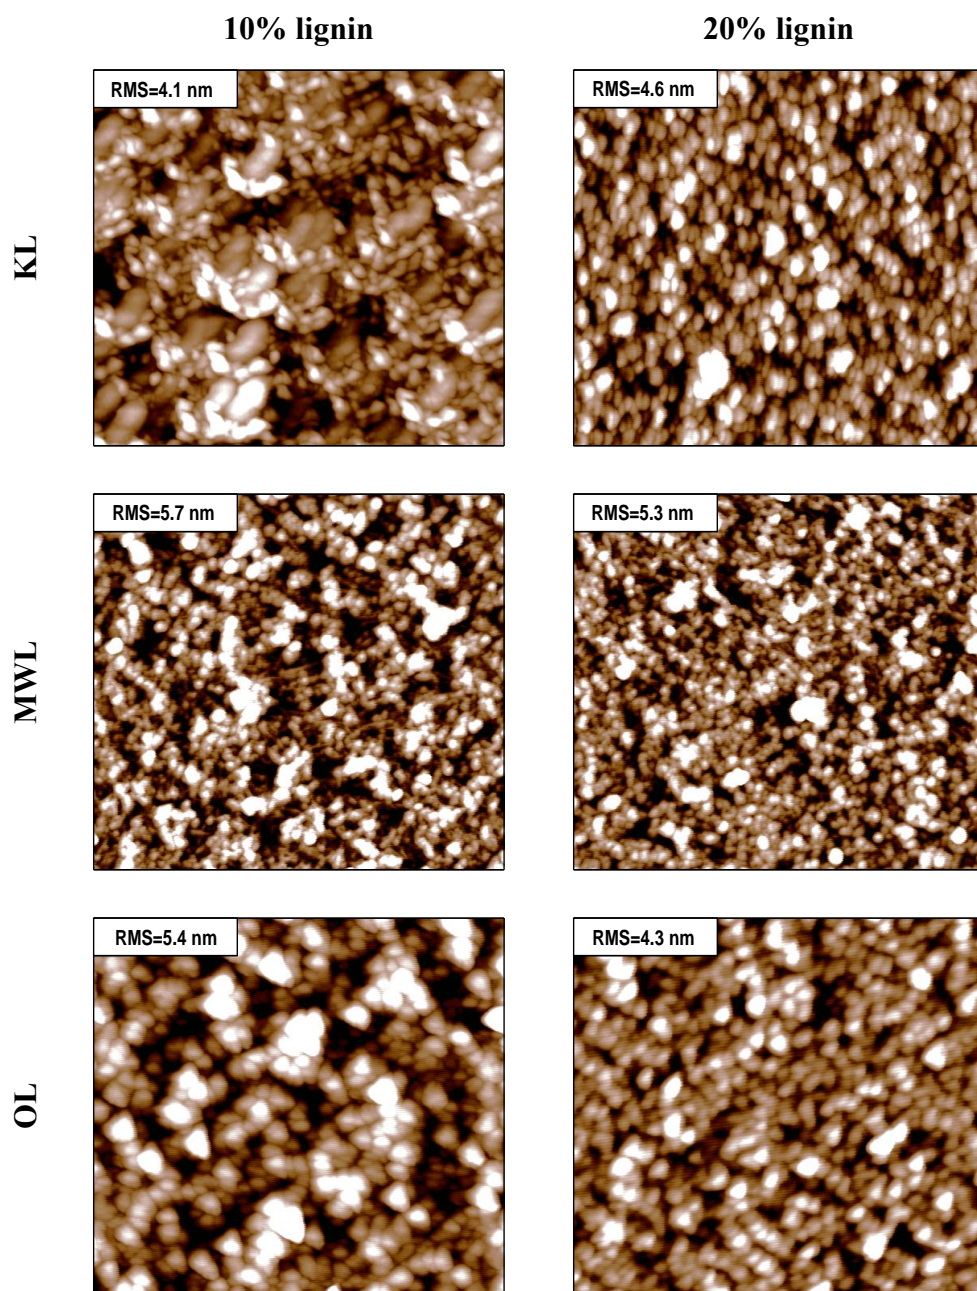 10% lignin 20% lignin
KL
RMS=4.1 nm RMS=4.6 nm
MWL
RMS=5.7 nm RMS=5.3 nm
OL
RMS=5.4 nm RMS=4.3 nm